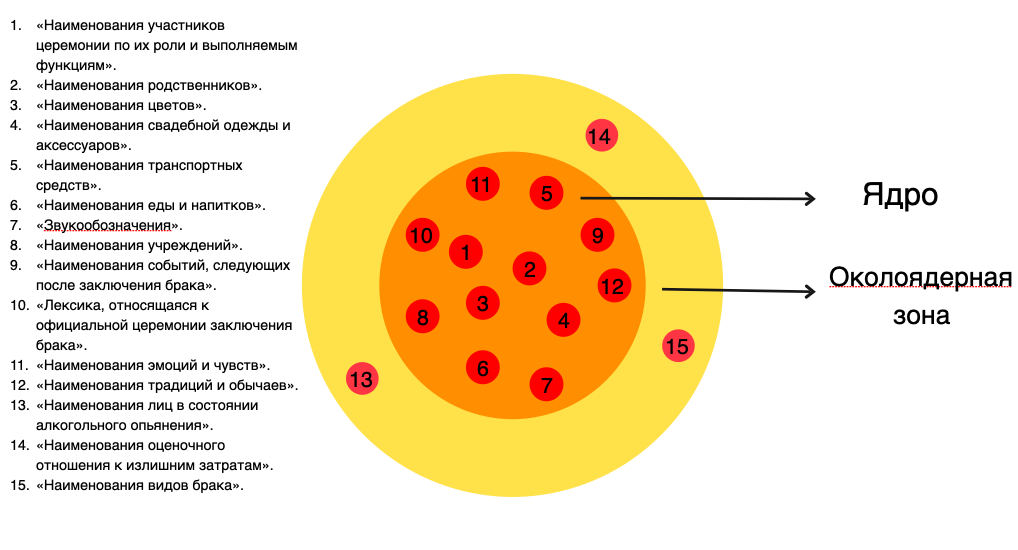 1. «Наименования участников
церемонии по их роли и выполняемым
функциям».
2. «Наименования родственников».
3. «Наименования цветов».
4. «Наименования свадебной одежды и
аксессуаров».
5. «Наименования транспортных
средств».
6. «Наименования еды и напитков».
7. «Звукообозначения».
8. «Наименования учреждений».
9. «Наименования событий, следующих
после заключения брака».
10. «Лексика, относящаяся к
официальной церемонии заключения
брака».
11. «Наименования эмоций и чувств».
12. «Наименования традиций и обычаев».
13. «Наименования лиц в состоянии
алкогольного опьянения».
14. «Наименования оценочного
отношения к излишним затратам».
15. «Наименования видов брака».
14
11
5
10
9
1
2
12
3
8
4
15
6
13
7
Ядро
Околоядерная
зона